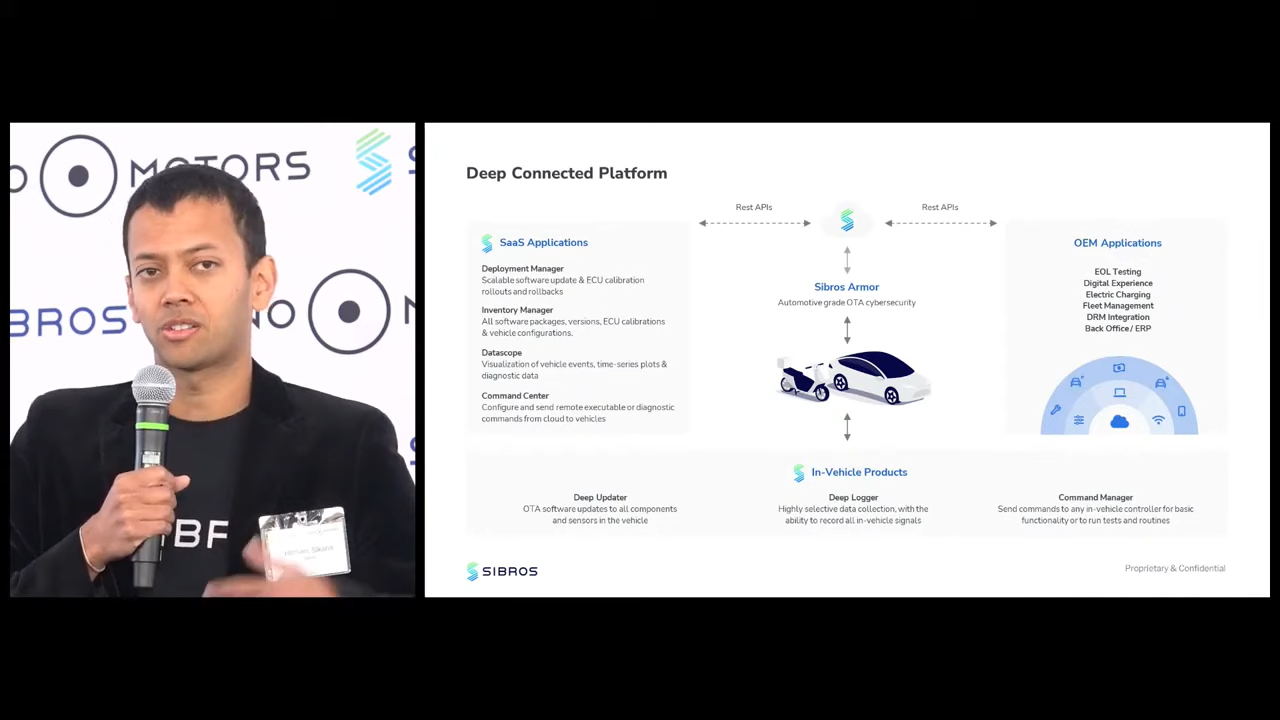 O MOTORS
S
BROS
NO
M
S
BF
Deep Connected Platform
Rest APIs
Rest APIs
SaaS Applications
Deployment Manager
Scalable software update & ECU calibration
rollouts and rollbacks
Inventory Manager
All software packages, versions, ECU calibrations
& vehicle configurations.
Datascope
Visualization of vehicle events, time-series plots &
diagnostic data
Command Center
Configure and send remote executable or diagnostic
commands from cloud to vehicles
Sibros Armor
Automotive grade OTA cybersecurity
OEM Applications
EOL Testing
Digital Experience
Electric Charging
Fleet Management
DRM Integration
Back Office / ERP
In-Vehicle Products
Deep Updater
OTA software updates to all components
and sensors in the vehicle
Deep Logger
Highly selective data collection, with the
ability to record all in-vehicle signals
Command Manager
Send commands to any in-vehicle controller for basic
functionality or to run tests and routines
SIBROS
Proprietary & Confidential